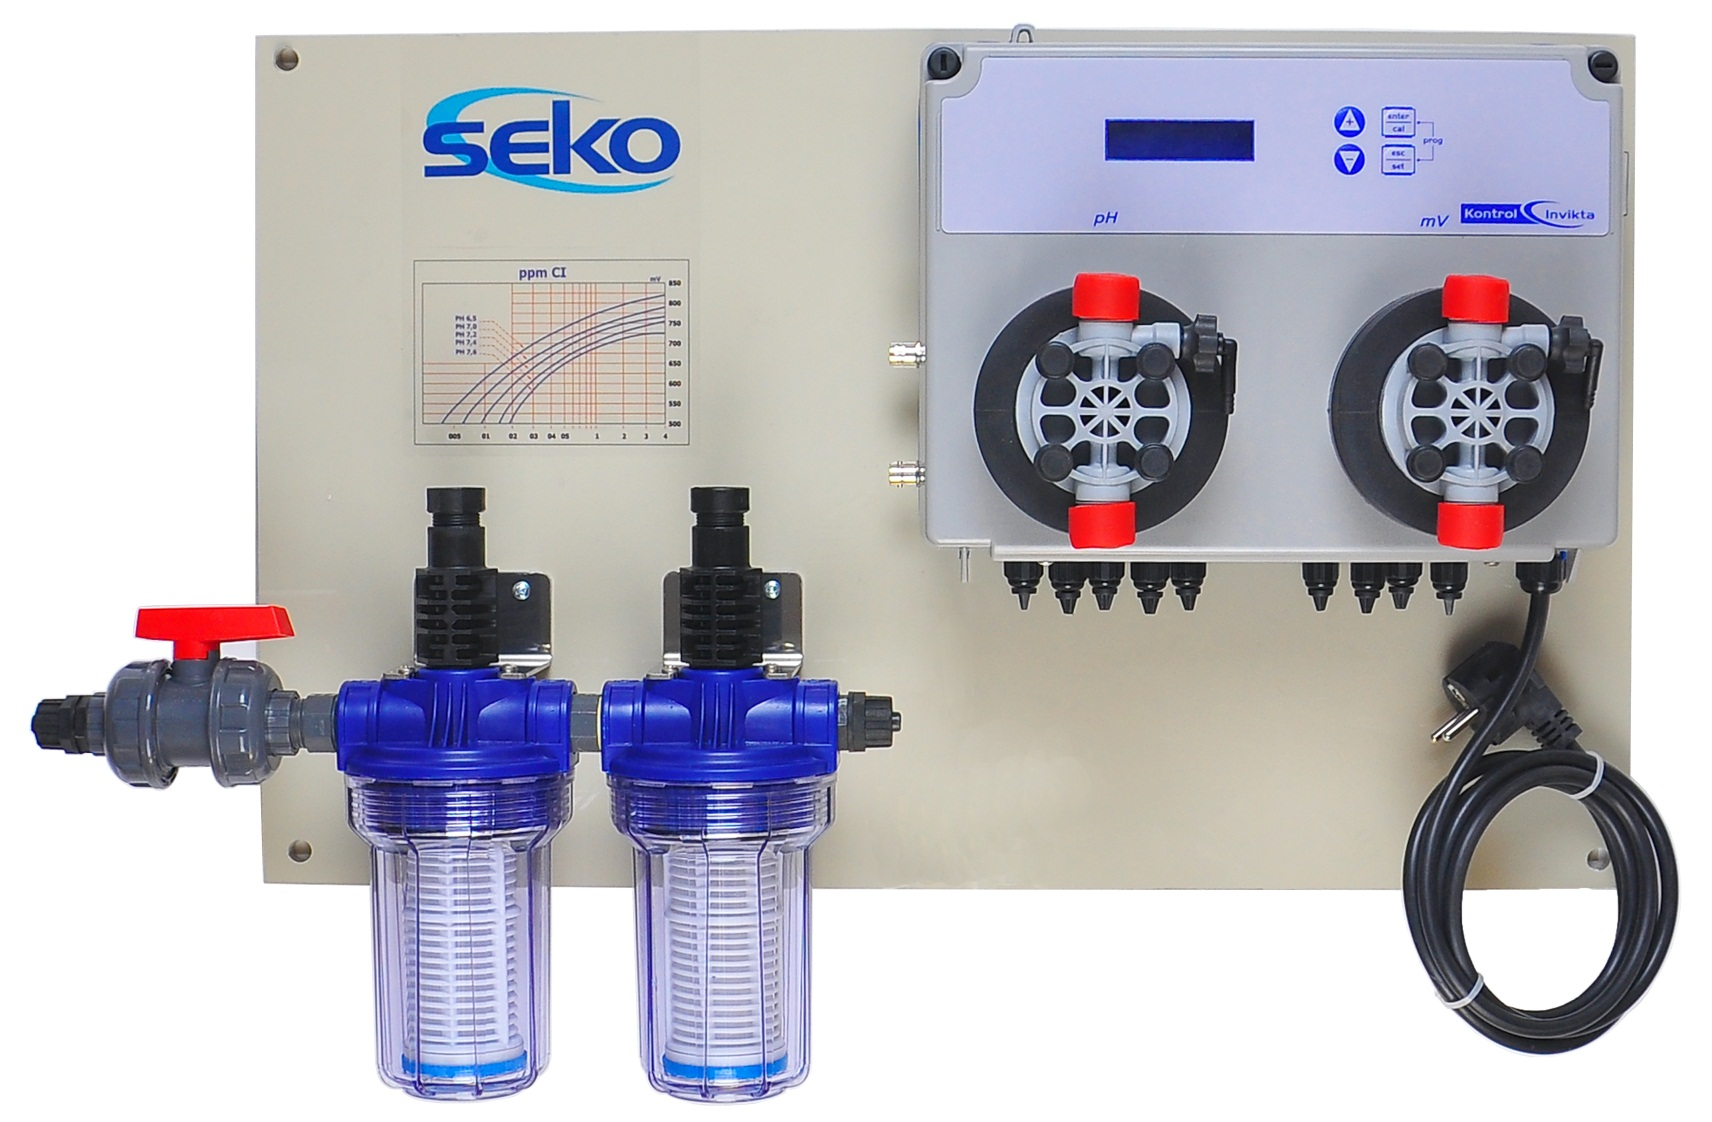 seko
+
-
enter
cal
esc
set
prog
pH
mV
Kontrol Invikta
ppm CI
mV
850
800
750
700
650
600
550
500
PH 6,5
PH 7,0
PH 7,2
PH 7,4
PH 7,6
005 01 02 03 04 05 1 2 3 4